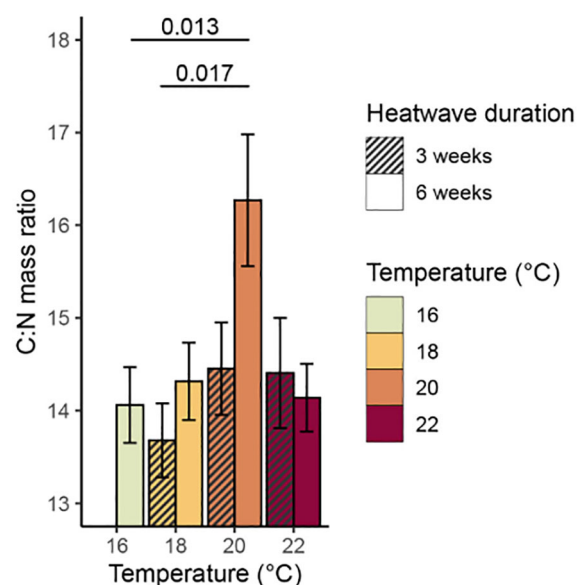 18
17
16
15
14
13
C:N mass ratio
0.013
0.017
16
18
20
22
Temperature (°C)
Heatwave duration
3 weeks
6 weeks
Temperature (°C)
16
18
20
22